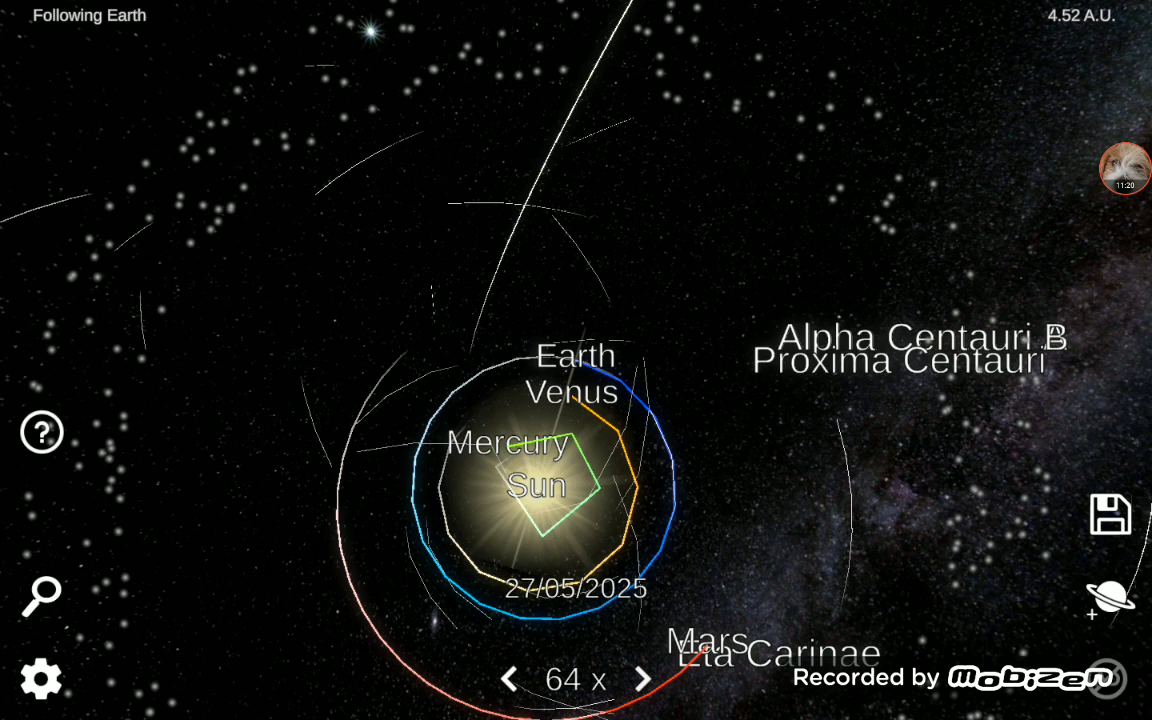 Following Earth
4.52 A.U.
11:20
Alpha Centauri B
Proxima Centauri
Earth
Venus
Mercury
Sun
?
27/05/2025
Mars
Eta Carinae
64 x
Recorded by Mobizen